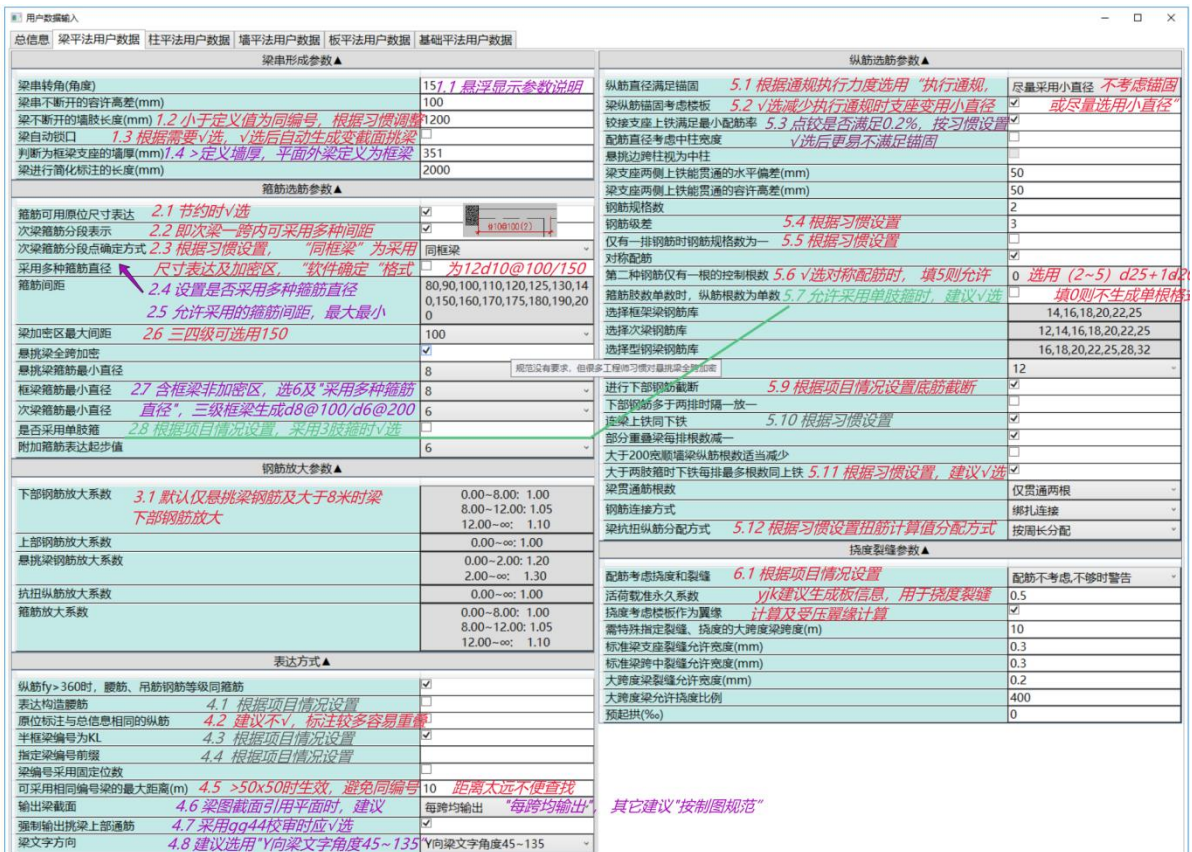 用户数据输入
总信息 梁平法用户数据 柱平法用户数据 墙平法用户数据 板平法用户数据 基础平法用户数据
梁串形成参数▲
梁串转角(角度) 15 1.1 悬浮显示参数说明
梁串不断开的容许高差(mm) 100
梁不断开的墙肢长度(mm) 1.2 小于定义值为同编号，根据习惯调整 1200
梁自动锁口 1.3 根据需要√选，√选后自动生成变截面挑梁
判断为框架支座的墙厚(mm) 1.4 >定义墙厚，平面外梁定义为框梁 351
梁进行简化标注的长度(mm) 2000
箍筋选筋参数▲
箍筋可用原位尺寸表达 2.1 节约时√选
φ10@100(2)
次梁箍筋分段表示 2.2 即次梁一跨内可采用多种间距
次梁箍筋分段点确定方式 2.3 根据习惯设置， “同框梁”为采用 同框梁
采用多种箍筋直径 尺寸表达及加密区， “软件确定“格式 为12d10@100/150
箍筋间距 2.4 设置是否采用多种箍筋直径 80,90,100,110,120,125,130,14
2.5 允许采用的箍筋间距，最大最小 0,150,160,170,175,180,190,20
0
梁加密区最大间距 2.6 三四级可选用150 100
悬挑梁全跨加密
规范没有要求，但很多工程师习惯对悬挑梁全跨加密
悬挑梁箍筋最小直径 8
框梁箍筋最小直径 2.7 含框梁非加密区，选6及"采用多种箍筋 8
次梁箍筋最小直径 直径"，三级框梁生成d8@100/d6@200 6
是否采用单肢箍 2.8 根据项目情况设置，采用3肢箍时√选
附加箍筋表达起步值 6
钢筋放大参数▲
下部钢筋放大系数 3.1 默认仅悬挑梁钢筋及大于8米时梁 0.00~8.00: 1.00
下部钢筋放大 8.00~12.00: 1.05
12.00~∞: 1.10
上部钢筋放大系数 0.00~∞: 1.00
悬挑梁钢筋放大系数 0.00~2.00: 1.20
2.00~∞: 1.30
抗扭纵筋放大系数 0.00~∞: 1.00
箍筋放大系数 0.00~8.00: 1.00
8.00~12.00: 1.05
12.00~∞: 1.10
表达方式▲
纵筋fy>360时，腰筋、吊筋钢筋等级同箍筋
表达构造腰筋 4.1 根据项目情况设置
原位标注与总信息相同的纵筋 4.2 建议不√，标注较多容易重叠
半框梁编号为KL 4.3 根据项目情况设置
指定梁编号前缀 4.4 根据项目情况设置
梁编号采用固定位数
可采用相同编号梁的最大距离(m) 4.5 >50x50时生效，避免同编号 10 距离太远不便查找
输出梁截面 4.6 梁图截面引用平面时，建议 每跨均输出 "每跨均输出"，其它建议"按制图规范"
强制输出挑梁上部通筋 4.7 采用gg44校审时应√选
梁文字方向 4.8 建议选用"Y向梁文字角度45~135" Y向梁文字角度45~135
纵筋选筋参数▲
纵筋直径满足锚固 5.1 根据通规执行力度选用“执行通规， 尽量采用小直径 不考虑锚固
梁纵筋锚固考虑楼板 5.2 √选减少执行通规时支座变用小直径 或尽量选用小直径”
铰接支座上铁满足最小配筋率 5.3 点铰是否满足0.2%，按习惯设置
配筋直径考虑中柱宽度 √选后更易不满足锚固
悬挑边跨柱视为中柱
梁支座两侧上铁能贯通的水平偏差(mm) 50
梁支座两侧上铁能贯通的容许高差(mm) 50
钢筋规格数 2
钢筋级差 5.4 根据习惯设置 3
仅有一排钢筋时钢筋规格数为一 5.5 根据习惯设置
对称配筋
第二种钢筋仅有一根的控制根数 5.6 √选对称配筋时，填5则允许 0 选用（2~5）d25+1d20
箍筋肢数单数时，纵筋根数为单数 5.7 允许采用单肢箍时，建议√选 填0则不生成单根格式
选择框架梁钢筋库 14,16,18,20,22,25
选择次梁钢筋库 12,14,16,18,20,22,25
选择型钢梁钢筋库 16,18,20,22,25,28,32
12
进行下部钢筋截断 5.9 根据项目情况设置底筋截断
下部钢筋多于两排时隔一放一
连梁上铁同下铁 5.10 根据习惯设置
部分重叠梁每排根数减一
大于200宽顺墙梁纵筋根数适当减少
大于两肢箍时下铁每排最多根数同上铁 5.11 根据习惯设置，建议√选
梁贯通筋根数 仅贯通两根
钢筋连接方式 绑扎连接
梁抗扭纵筋分配方式 5.12 根据习惯设置扭筋计算值分配方式 按周长分配
挠度裂缝参数▲
配筋考虑挠度和裂缝 6.1 根据项目情况设置 配筋不考虑,不够时警告
活荷载准永久系数 yjk建议生成板信息，用于挠度裂缝 0.5
挠度考虑楼板作为翼缘 计算及受压翼缘计算
需特殊指定裂缝、挠度的大跨度梁跨度(m) 10
标准梁支座裂缝允许宽度(mm) 0.3
标准梁跨中裂缝允许宽度(mm) 0.3
大跨度梁裂缝允许宽度(mm) 0.2
大跨度梁允许挠度比例 400
预起拱(‰) 0